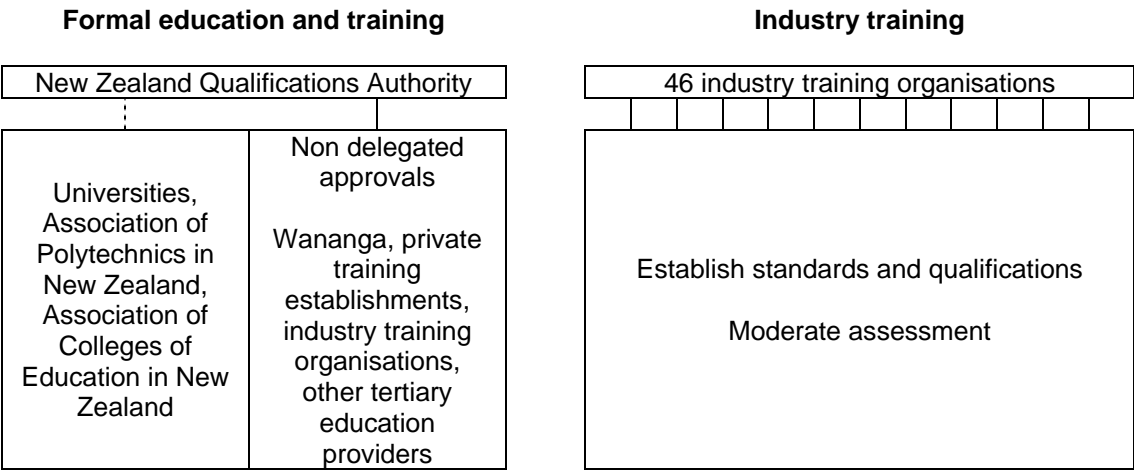 Formal education and training
Industry training
New Zealand Qualifications Authority
46 industry training organisations
Universities,
Association of
Polytechnics in
New Zealand,
Association of
Colleges of
Education in New
Zealand
Non delegated
approvals
Wananga, private
training
establishments,
industry training
organisations,
other tertiary
education
providers
Establish standards and qualifications
Moderate assessment